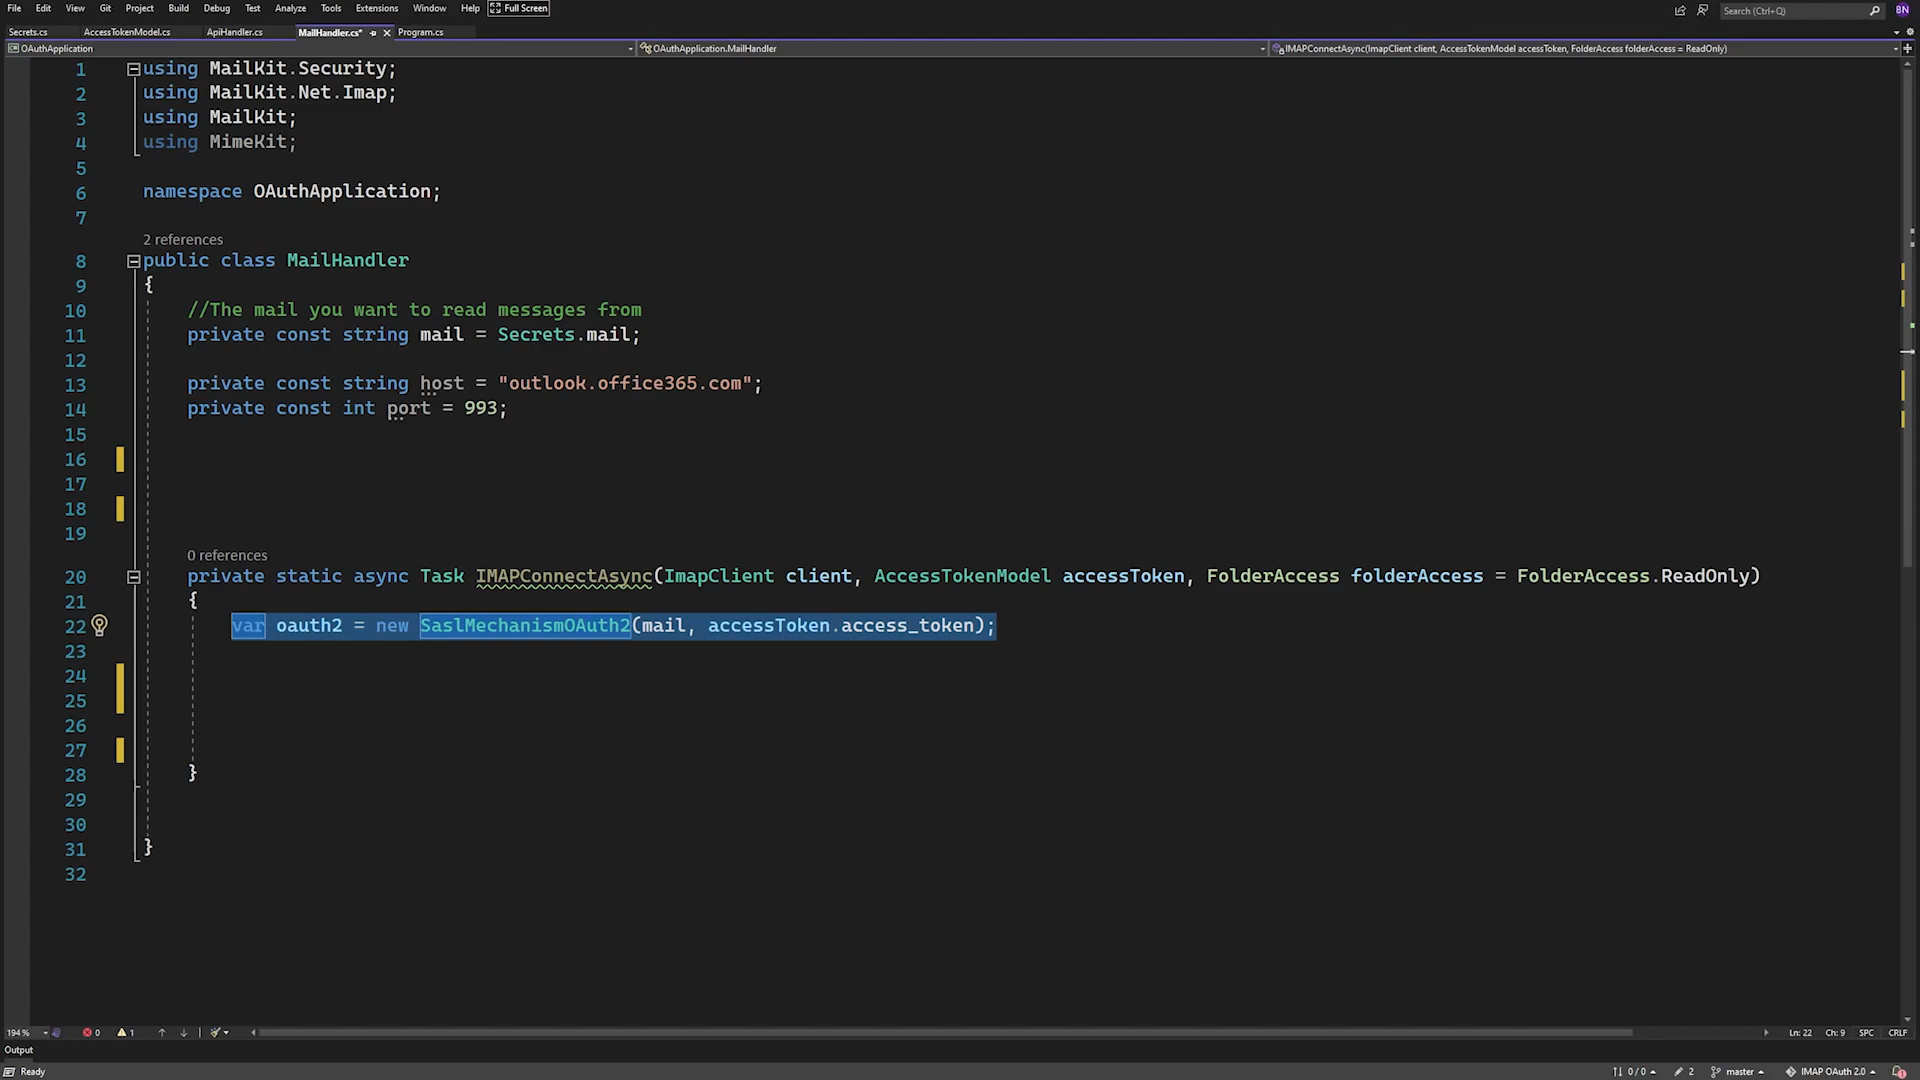 File Edit View Git Project Build Debug Test Analyze Tools Extensions Window Help Full Screen Search (Ctrl+Q) BN
Secrets.cs AccessTokenModel.cs ApiHandler.cs MailHandler.cs* Program.cs
OAuthApplication OAuthApplication.MailHandler IMAPConnectAsync(ImapClient client, AccessTokenModel accessToken, FolderAccess folderAccess = ReadOnly)
1 using MailKit.Security;
2 using MailKit.Net.Imap;
3 using MailKit;
4 using MimeKit;
5
6 namespace OAuthApplication;
7
2 references
8 public class MailHandler
9 {
10 //The mail you want to read messages from
11 private const string mail = Secrets.mail;
12
13 private const string host = "outlook.office365.com";
14 private const int port = 993;
15
16
17
18
19
0 references
20 private static async Task IMAPConnectAsync(ImapClient client, AccessTokenModel accessToken, FolderAccess folderAccess = FolderAccess.ReadOnly)
21 {
22 var oauth2 = new SaslMechanismOAuth2(mail, accessToken.access_token);
23
24
25
26
27
28 }
29
30
31 }
32
194 % 0 1 Ln: 22 Ch: 9 SPC CRLF
Output
Ready 0 / 0 2 master IMAP OAuth 2.0 1